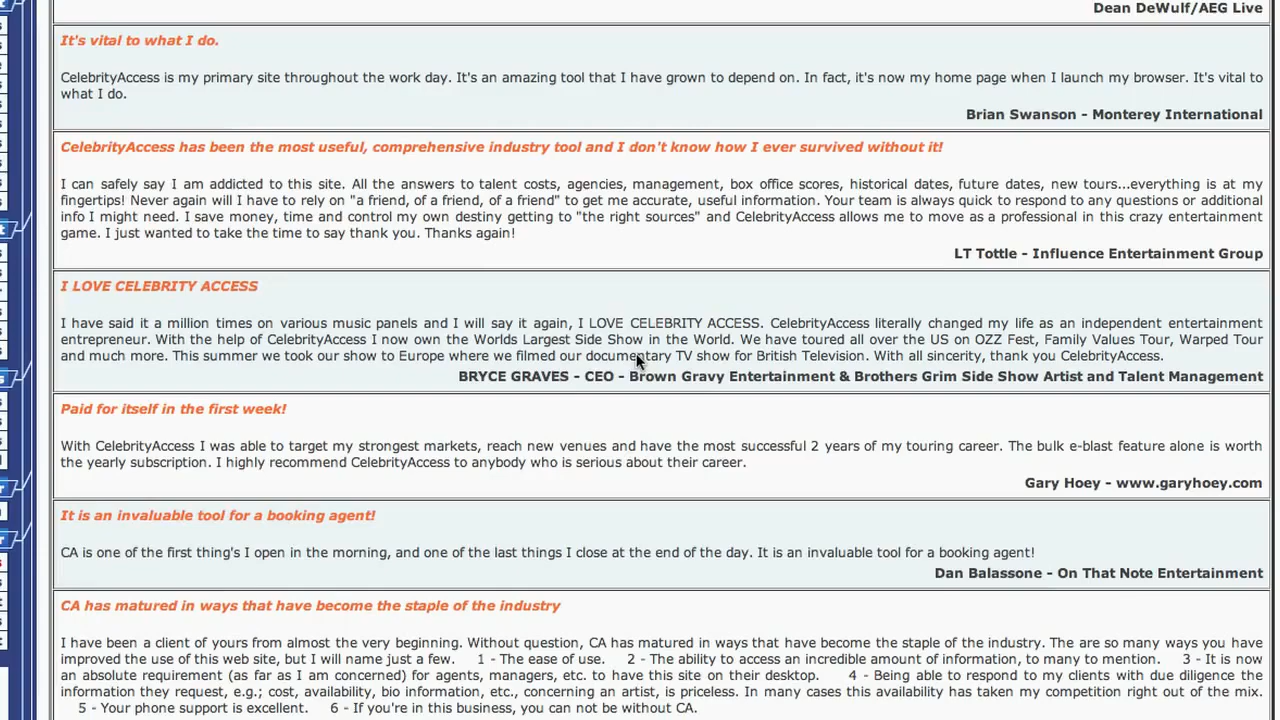 Dean DeWulf/AEG Live
It's vital to what I do.
CelebrityAccess is my primary site throughout the work day. It's an amazing tool that I have grown to depend on. In fact, it's now my home page when I launch my browser. It's vital to
what I do.
Brian Swanson - Monterey International
CelebrityAccess has been the most useful, comprehensive industry tool and I don't know how I ever survived without it!
I can safely say I am addicted to this site. All the answers to talent costs, agencies, management, box office scores, historical dates, future dates, new tours...everything is at my
fingertips! Never again will I have to rely on "a friend, of a friend, of a friend" to get me accurate, useful information. Your team is always quick to respond to any questions or additional
info I might need. I save money, time and control my own destiny getting to "the right sources" and CelebrityAccess allows me to move as a professional in this crazy entertainment
game. I just wanted to take the time to say thank you. Thanks again!
LT Tottle - Influence Entertainment Group
I LOVE CELEBRITY ACCESS
I have said it a million times on various music panels and I will say it again, I LOVE CELEBRITY ACCESS. CelebrityAccess literally changed my life as an independent entertainment
entrepreneur. With the help of CelebrityAccess I now own the Worlds Largest Side Show in the World. We have toured all over the US on OZZ Fest, Family Values Tour, Warped Tour
and much more. This summer we took our show to Europe where we filmed our documentary TV show for British Television. With all sincerity, thank you CelebrityAccess.
BRYCE GRAVES - CEO - Brown Gravy Entertainment & Brothers Grim Side Show Artist and Talent Management
Paid for itself in the first week!
With CelebrityAccess I was able to target my strongest markets, reach new venues and have the most successful 2 years of my touring career. The bulk e-blast feature alone is worth
the yearly subscription. I highly recommend CelebrityAccess to anybody who is serious about their career.
Gary Hoey - www.garyhoey.com
It is an invaluable tool for a booking agent!
CA is one of the first thing's I open in the morning, and one of the last things I close at the end of the day. It is an invaluable tool for a booking agent!
Dan Balassone - On That Note Entertainment
CA has matured in ways that have become the staple of the industry
I have been a client of yours from almost the very beginning. Without question, CA has matured in ways that have become the staple of the industry. The are so many ways you have
improved the use of this web site, but I will name just a few. 1 - The ease of use. 2 - The ability to access an incredible amount of information, to many to mention. 3 - It is now
an absolute requirement (as far as I am concerned) for agents, managers, etc. to have this site on their desktop. 4 - Being able to respond to my clients with due diligence the
information they request, e.g.; cost, availability, bio information, etc., concerning an artist, is priceless. In many cases this availability has taken my competition right out of the mix.
5 - Your phone support is excellent. 6 - If you're in this business, you can not be without CA.